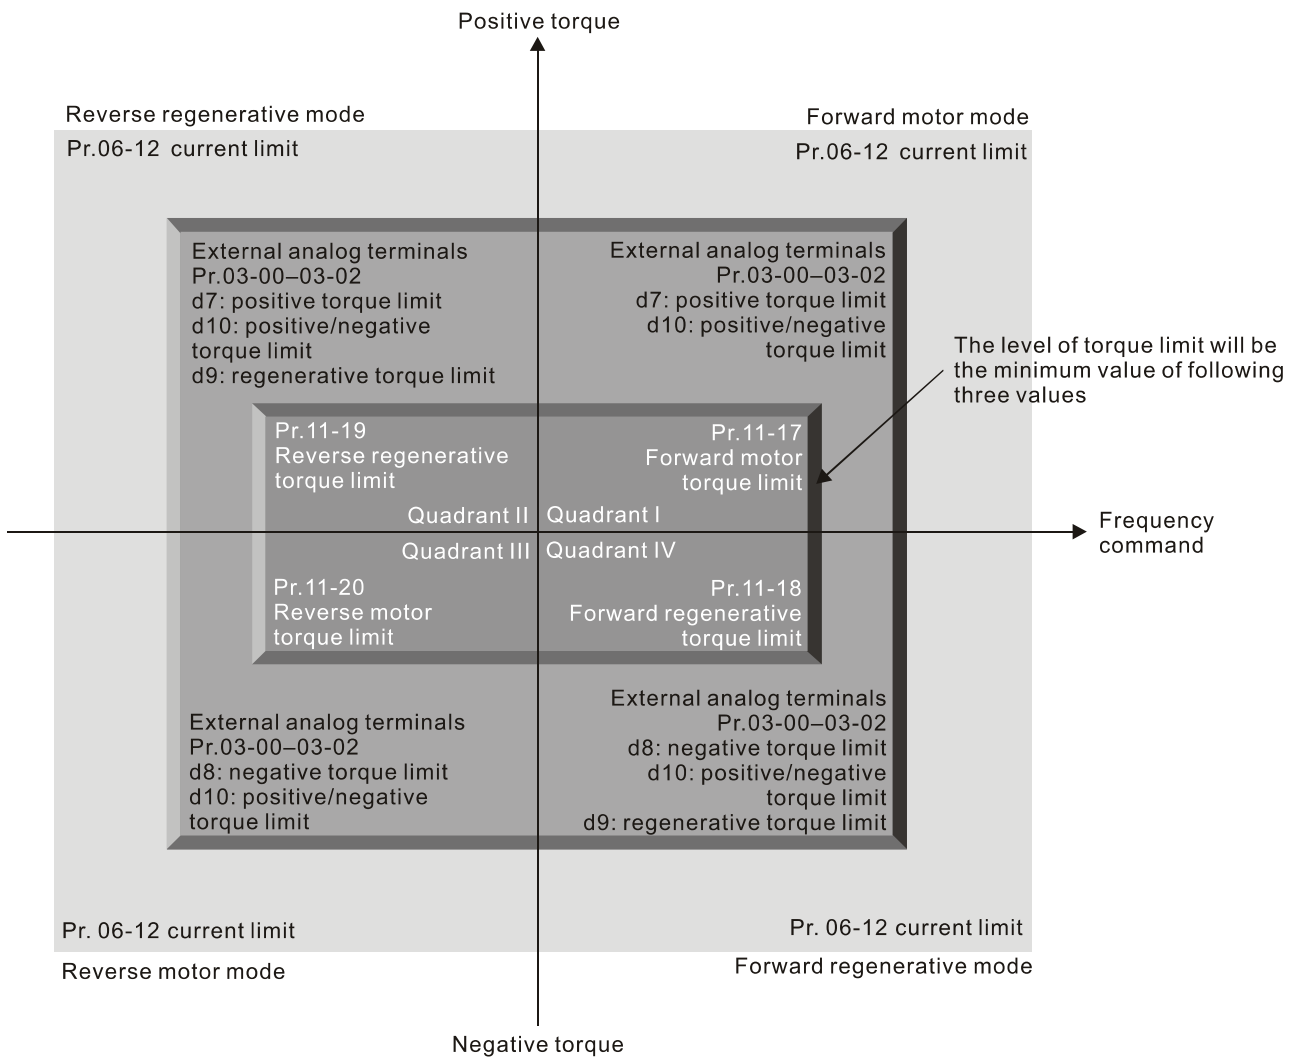 Positive torque
Reverse regenerative mode
Forward motor mode
Pr.06-12 current limit
Pr.06-12 current limit
External analog terminals
Pr.03-00–03-02
d7: positive torque limit
d10: positive/negative
torque limit
d9: regenerative torque limit
External analog terminals
Pr.03-00–03-02
d7: positive torque limit
d10: positive/negative
torque limit
The level of torque limit will be
the minimum value of following
three values
Pr.11-19
Reverse regenerative
torque limit
Pr.11-17
Forward motor
torque limit
Quadrant II
Quadrant I
Frequency
command
Quadrant III
Quadrant IV
Pr.11-20
Reverse motor
torque limit
Pr.11-18
Forward regenerative
torque limit
External analog terminals
Pr.03-00–03-02
d8: negative torque limit
d10: positive/negative
torque limit
External analog terminals
Pr.03-00–03-02
d8: negative torque limit
d10: positive/negative
torque limit
d9: regenerative torque limit
Pr. 06-12 current limit
Pr. 06-12 current limit
Reverse motor mode
Forward regenerative mode
Negative torque